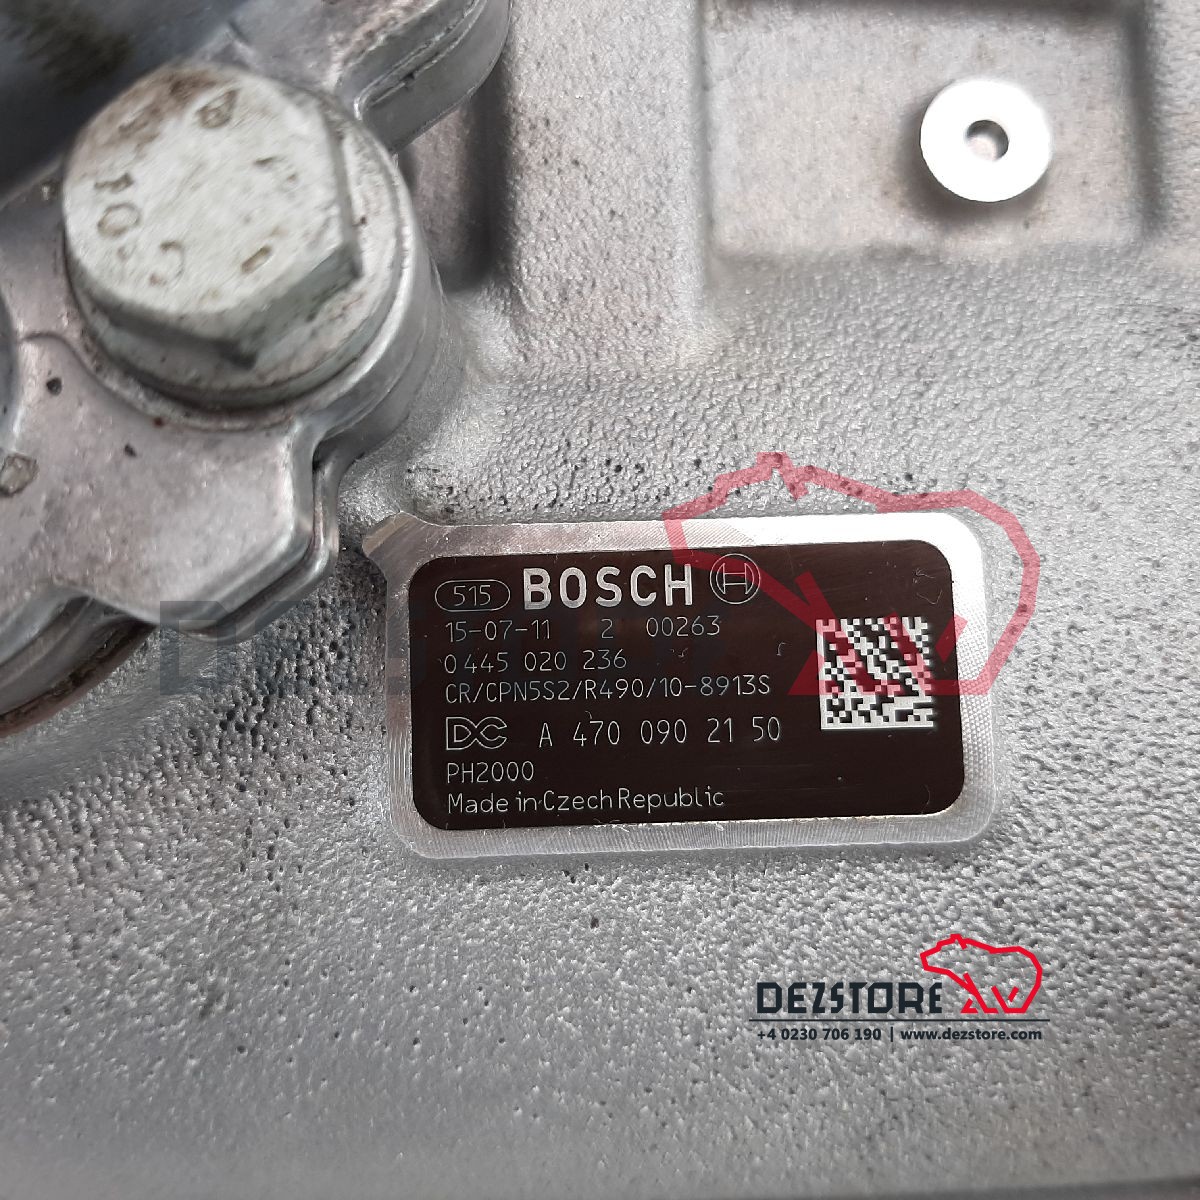 515 BOSCH
15-07-11 2 00263
0 445 020 236
CR/CPN5S2/R490/10-8913S
DC A 470 090 21 50
PH2000
Made in Czech Republic
DEZSTORE
+4 0230 706 190 | www.dezstore.com